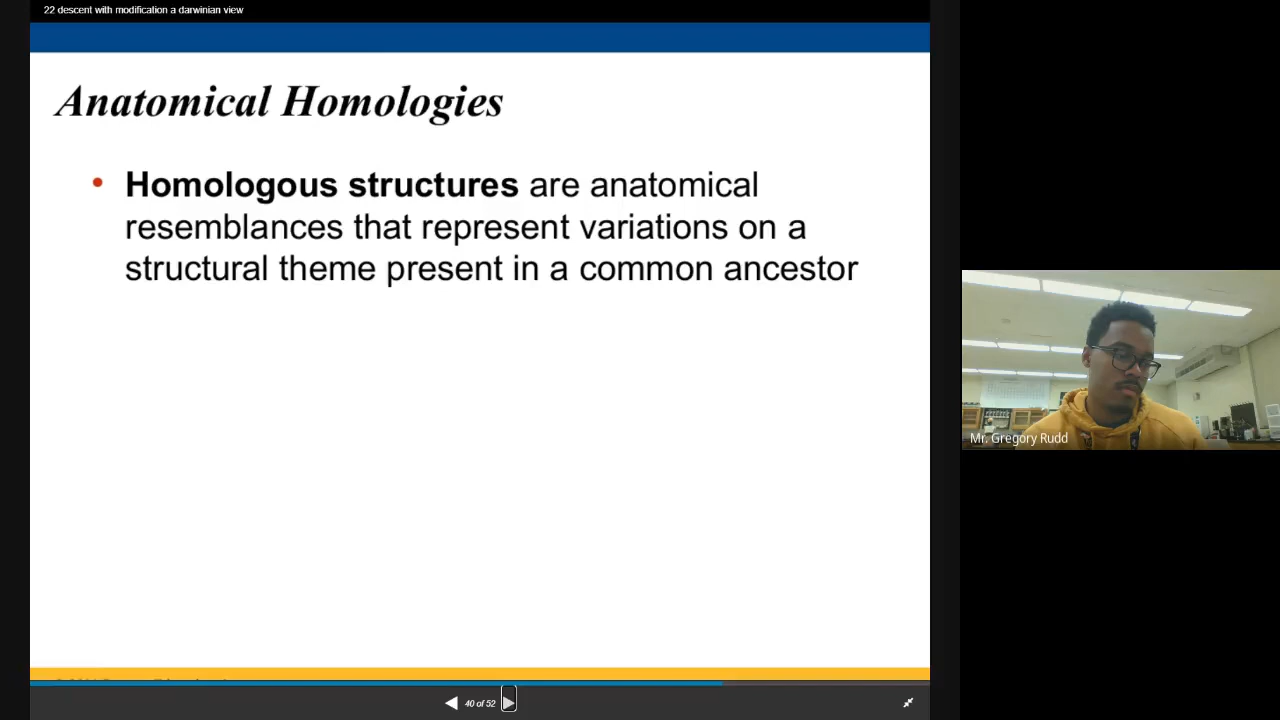 22 descent with modification a darwinian view
Anatomical Homologies
• Homologous structures are anatomical
resemblances that represent variations on a
structural theme present in a common ancestor
Mr. Gregory Rudd
40 of 52